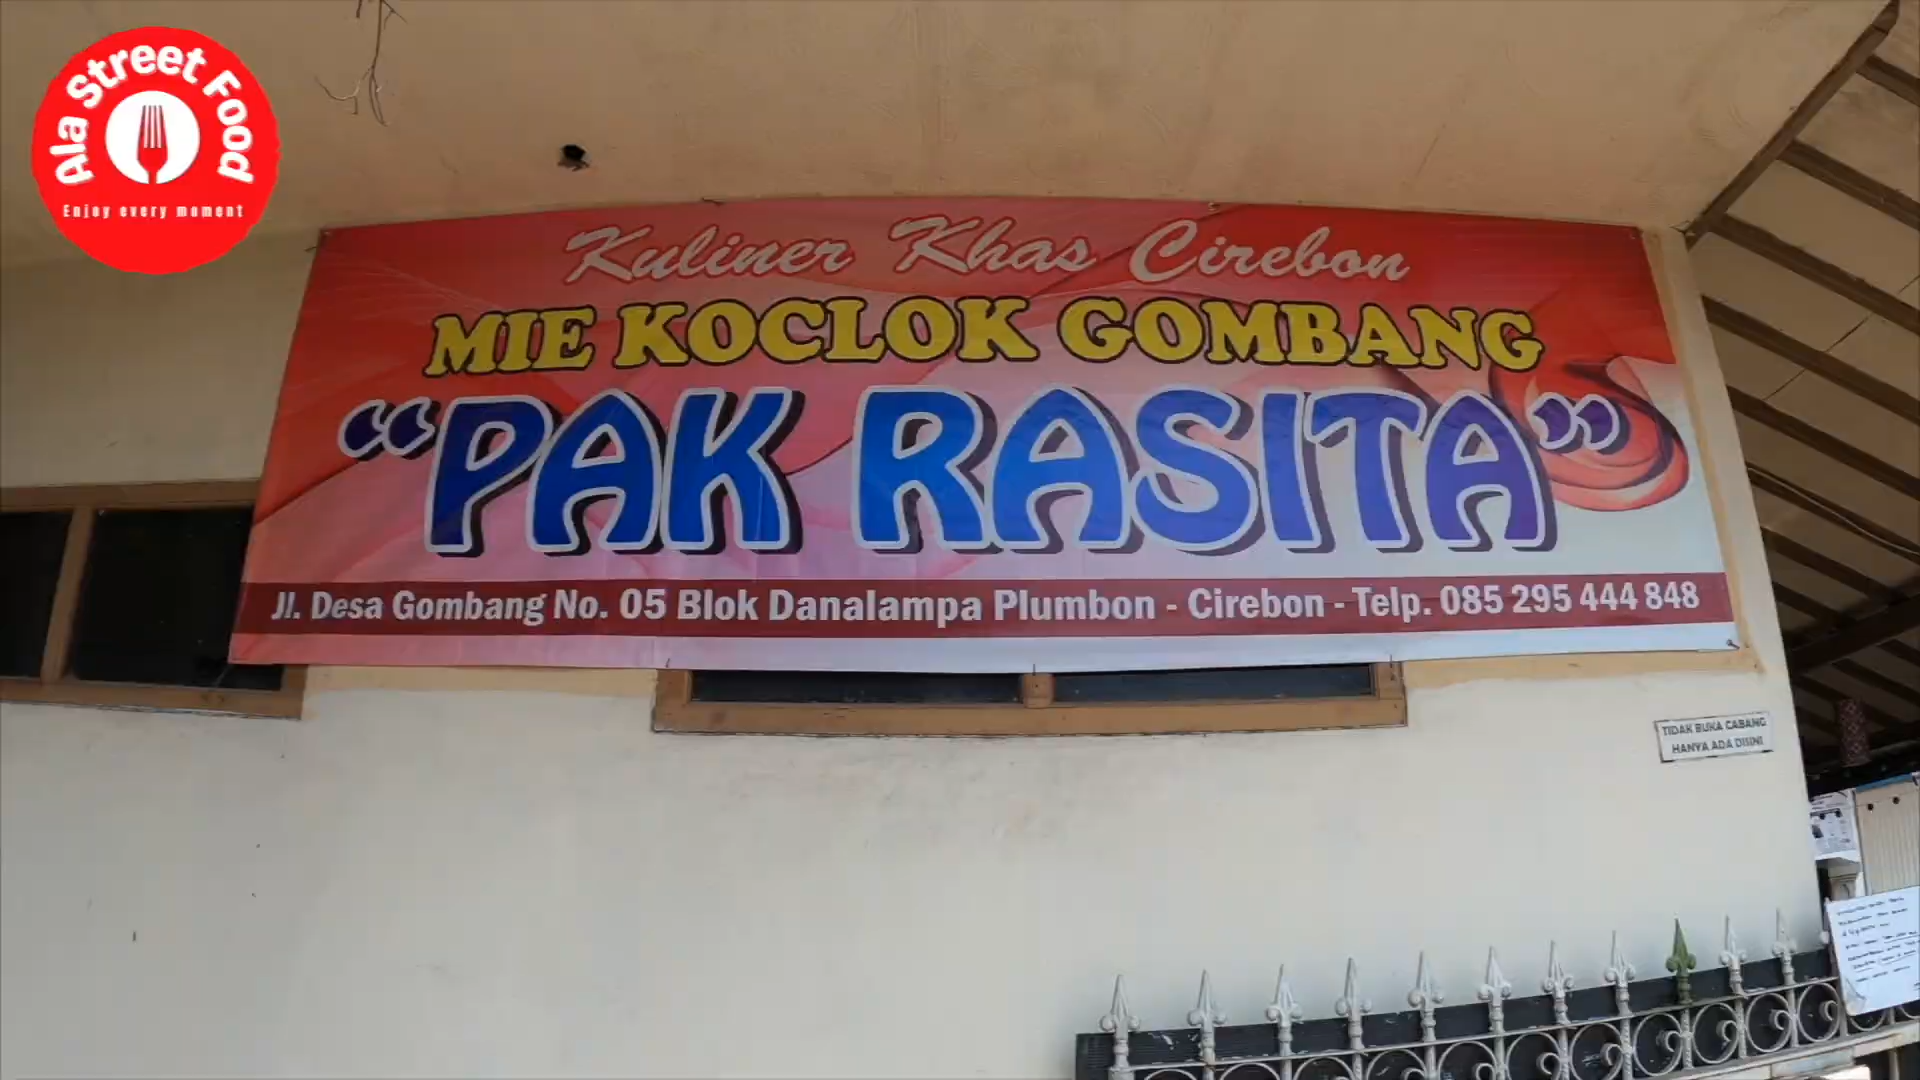 Ala Street Food
Enjoy every moment
Kuliner Khas Cirebon
MIE KOCLOK GOMBANG
"PAK RASITA"
Jl. Desa Gombang No. 05 Blok Danalampa Plumbon - Cirebon - Telp. 085 295 444 848
TIDAK BUKA CABANG
HANYA ADA DISINI